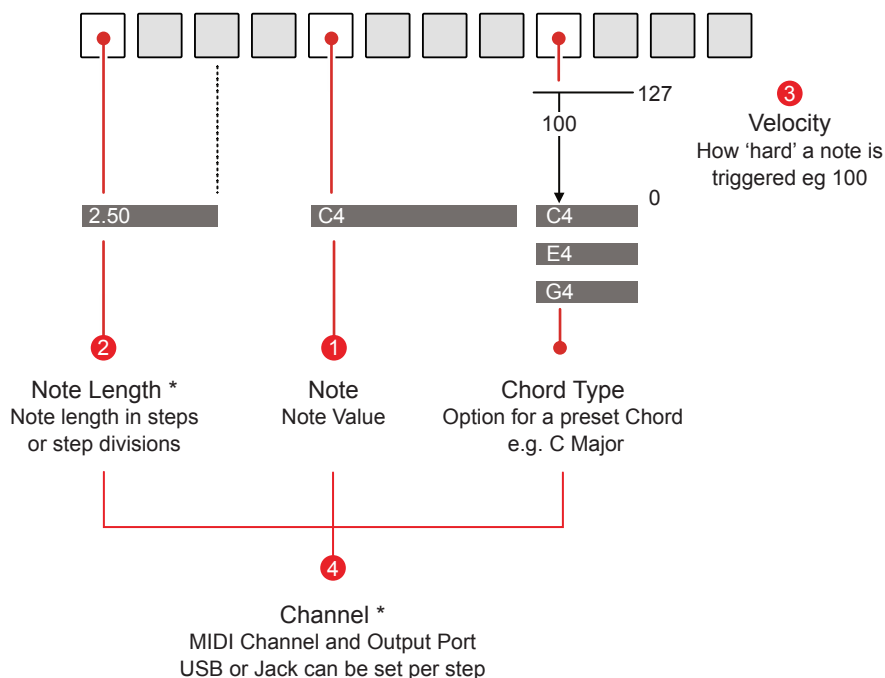 127
100
0
3
Velocity
How ‘hard’ a note is
triggered eg 100
2.50
C4
C4
E4
G4
2
Note Length *
Note length in steps
or step divisions
1
Note
Note Value
Chord Type
Option for a preset Chord
e.g. C Major
4
Channel *
MIDI Channel and Output Port
USB or Jack can be set per step